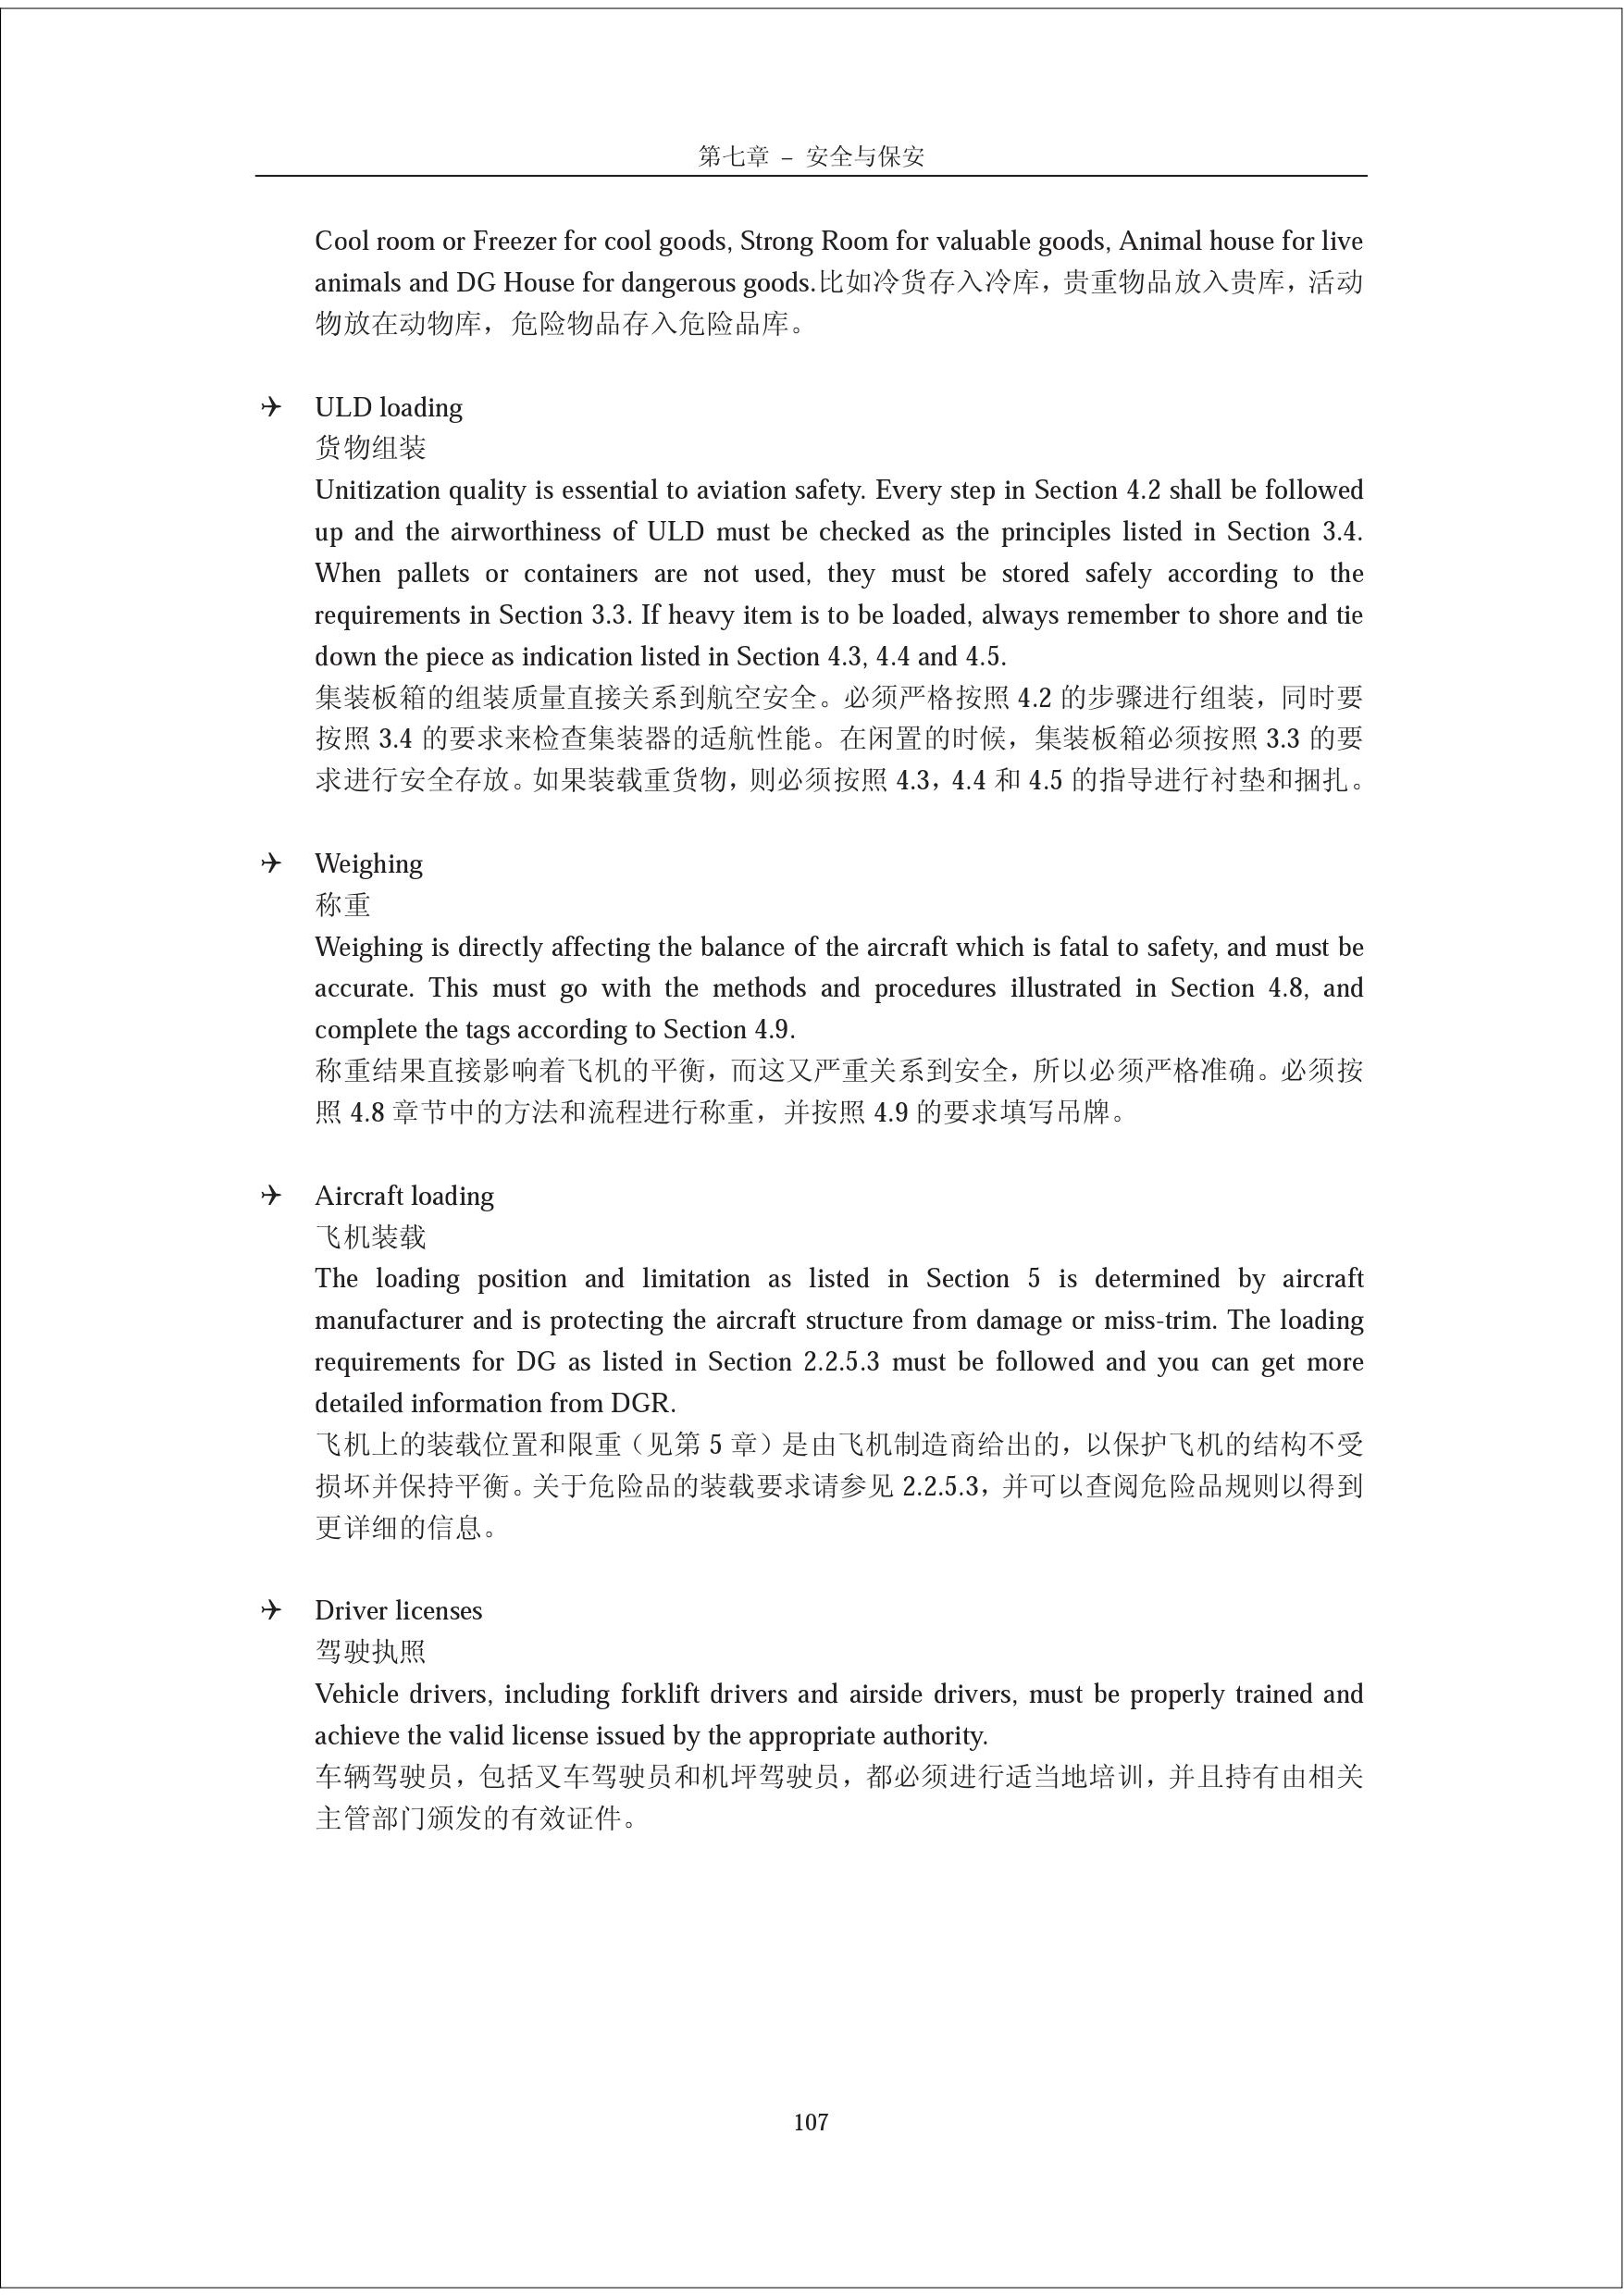 第七章 – 安全与保安
Cool room or Freezer for cool goods, Strong Room for valuable goods, Animal house for live
animals and DG House for dangerous goods.比如冷货存入冷库，贵重物品放入贵库，活动
物放在动物库，危险物品存入危险品库。
✈ ULD loading
货物组装
Unitization quality is essential to aviation safety. Every step in Section 4.2 shall be followed
up and the airworthiness of ULD must be checked as the principles listed in Section 3.4.
When pallets or containers are not used, they must be stored safely according to the
requirements in Section 3.3. If heavy item is to be loaded, always remember to shore and tie
down the piece as indication listed in Section 4.3, 4.4 and 4.5.
集装板箱的组装质量直接关系到航空安全。必须严格按照 4.2 的步骤进行组装，同时要
按照 3.4 的要求来检查集装器的适航性能。在闲置的时候，集装板箱必须按照 3.3 的要
求进行安全存放。如果装载重货物，则必须按照 4.3，4.4 和 4.5 的指导进行衬垫和捆扎。
✈ Weighing
称重
Weighing is directly affecting the balance of the aircraft which is fatal to safety, and must be
accurate. This must go with the methods and procedures illustrated in Section 4.8, and
complete the tags according to Section 4.9.
称重结果直接影响着飞机的平衡，而这又严重关系到安全，所以必须严格准确。必须按
照 4.8 章节中的方法和流程进行称重，并按照 4.9 的要求填写吊牌。
✈ Aircraft loading
飞机装载
The loading position and limitation as listed in Section 5 is determined by aircraft
manufacturer and is protecting the aircraft structure from damage or miss-trim. The loading
requirements for DG as listed in Section 2.2.5.3 must be followed and you can get more
detailed information from DGR.
飞机上的装载位置和限重（见第 5 章）是由飞机制造商给出的，以保护飞机的结构不受
损坏并保持平衡。关于危险品的装载要求请参见 2.2.5.3，并可以查阅危险品规则以得到
更详细的信息。
✈ Driver licenses
驾驶执照
Vehicle drivers, including forklift drivers and airside drivers, must be properly trained and
achieve the valid license issued by the appropriate authority.
车辆驾驶员，包括叉车驾驶员和机坪驾驶员，都必须进行适当地培训，并且持有由相关
主管部门颁发的有效证件。
107